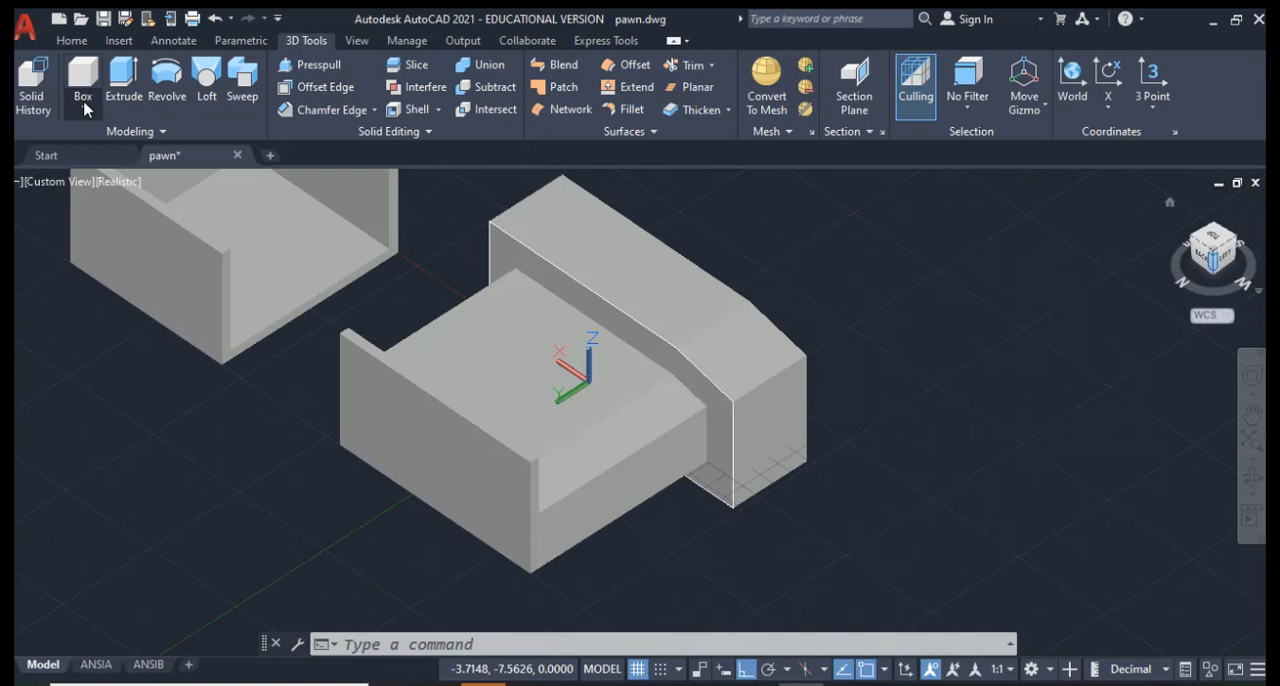 Autodesk AutoCAD 2021 - EDUCATIONAL VERSION pawn.dwg
Type a keyword or phrase
Sign In
Home Insert Annotate Parametric 3D Tools View Manage Output Collaborate Express Tools
Solid History
Box
Extrude
Revolve
Loft
Sweep
Presspull
Offset Edge
Chamfer Edge
Slice
Interfere
Shell
Union
Subtract
Intersect
Blend
Patch
Network
Offset
Extend
Fillet
Trim
Planar
Thicken
Convert To Mesh
Section Plane
Culling
No Filter
Move Gizmo
World
X
3
3 Point
Modeling
Solid Editing
Surfaces
Mesh
Section
Selection
Coordinates
Start
pawn*
–][Custom View][Realistic]
TOP
BACK
LEFT
S
E
N
W
WCS
Z
X
Y
Type a command
Model ANSIA ANSIB
-3.7148, -7.5626, 0.0000 MODEL
1:1
Decimal